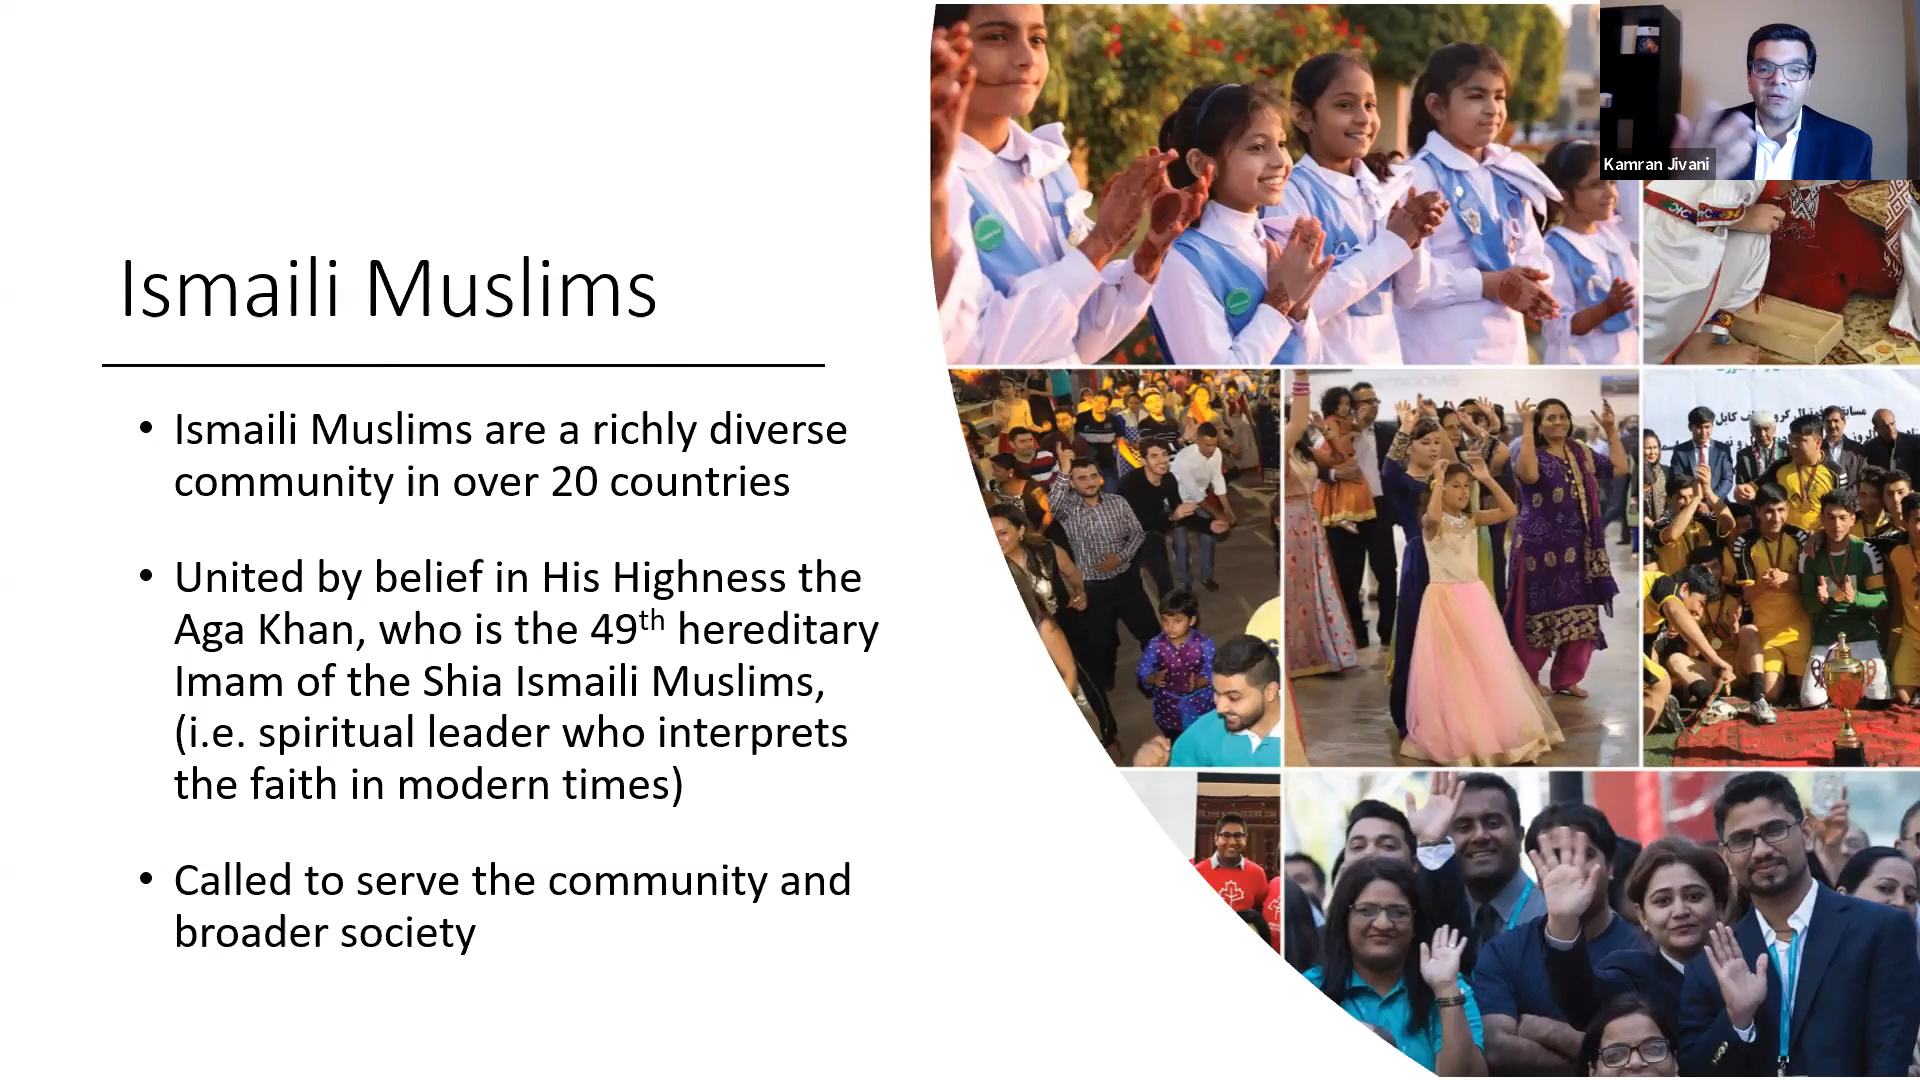 Kamran Jivani
Ismaili Muslims
• Ismaili Muslims are a richly diverse
community in over 20 countries
• United by belief in His Highness the
Aga Khan, who is the 49th hereditary
Imam of the Shia Ismaili Muslims,
(i.e. spiritual leader who interprets
the faith in modern times)
• Called to serve the community and
broader society